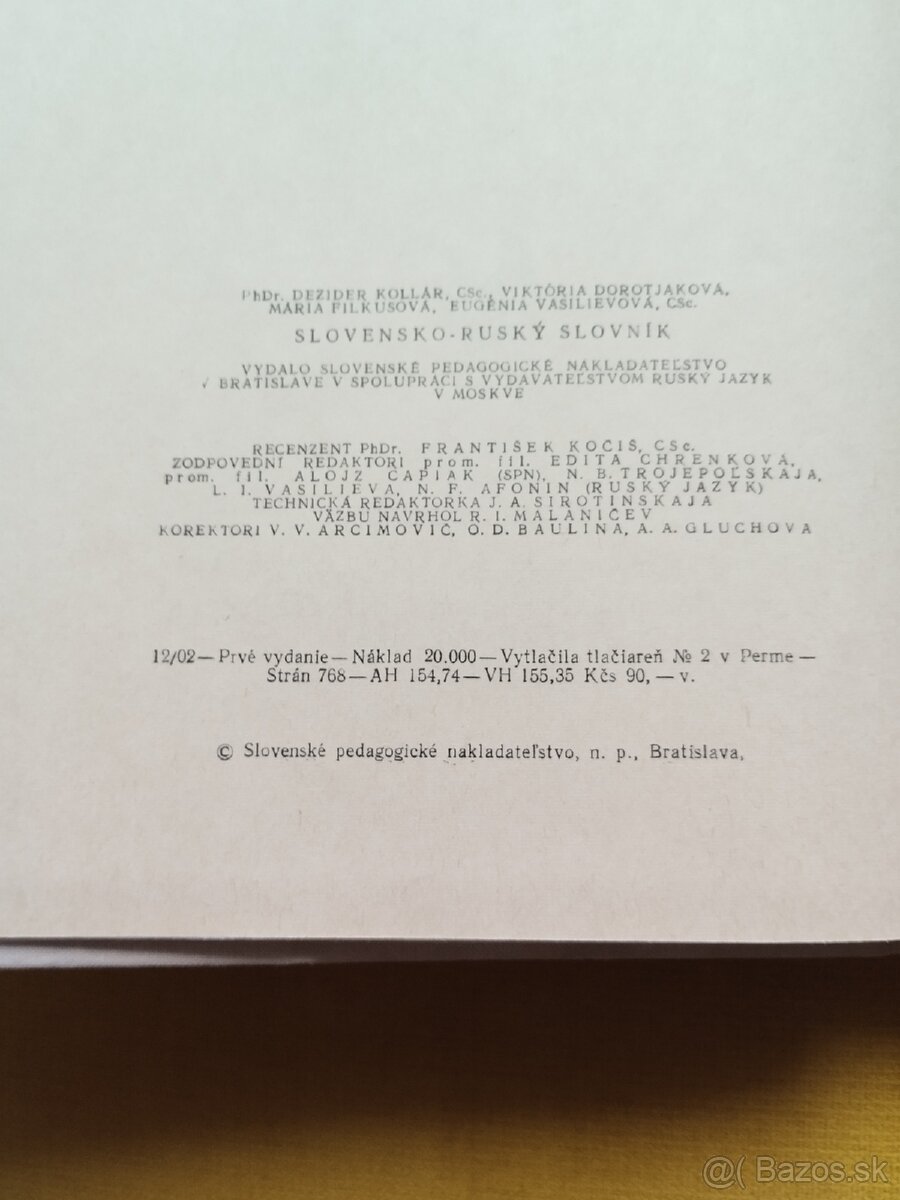 PhDr. DEZIDER KOLLÁR, CSc., VIKTÓRIA DOROTJAKOVÁ,
MÁRIA FILKUSOVÁ, EUGÉNIA VASILIEVOVÁ, CSc.
SLOVENSKO-RUSKÝ SLOVNÍK
VYDALO SLOVENSKÉ PEDAGOGICKÉ NAKLADATEĽSTVO
V BRATISLAVE V SPOLUPRÁCI S VYDAVATEĽSTVOM RUSKÝ JAZYK
V MOSKVE
RECENZENT PhDr. FRANTIŠEK KOČIŠ, CSc.
ZODPOVEDNÍ REDAKTORI prom. fil. EDITA CHRENKOVÁ,
prom. fil. ALOJZ ČAPIAK (SPN), N. B. TROJEPOĽSKAJA,
L. I. VASILIEVA, N. F. AFONIN (RUSKÝ JAZYK)
TECHNICKÁ REDAKTORKA J. A. SIROTINSKAJA
VÄZBU NAVRHOL R. I. MALANIČEV
KOREKTORI V. V. ARCIMOVIČ, O. D. BAULINA, A. A. GLUCHOVA
12/02—Prvé vydanie—Náklad 20.000—Vytlačila tlačiareň № 2 v Perme—
Strán 768—AH 154,74—VH 155,35 Kčs 90,—v.
© Slovenské pedagogické nakladateľstvo, n. p., Bratislava,
@( Bazos.sk